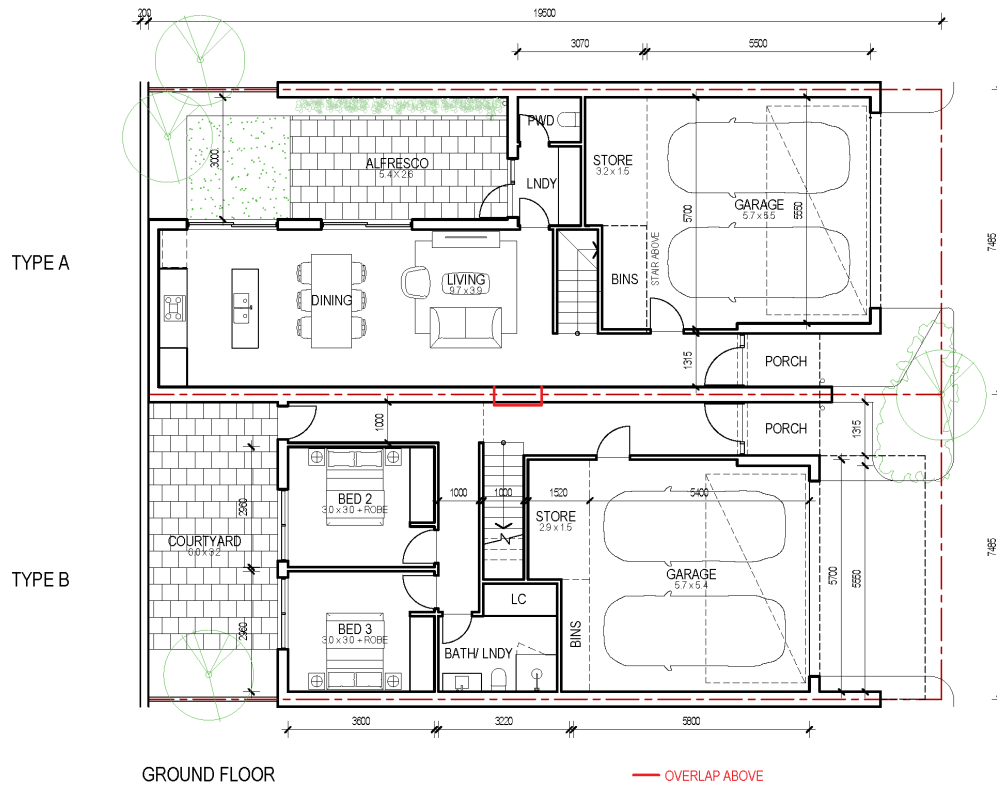 200
19500
3070
5500
PWD
ALFRESCO
5.4 x 2.6
3000
LNDY
STORE
3.2 x 1.5
GARAGE
5.7 x 5.5
5700
5550
7485
TYPE A
LIVING
9.7 x 3.9
DINING
BINS
STAIR ABOVE
1315
PORCH
1000
PORCH
1315
BED 2
3.0 x 3.0 + ROBE
1000
1000
1520
5400
STORE
2.9 x 1.5
2960
COURTYARD
6.0 x 3.2
7485
TYPE B
GARAGE
5.7 x 5.4
5700
5550
LC
BED 3
3.0 x 3.0 + ROBE
2960
BINS
BATH/ LNDY
3600
3220
5800
GROUND FLOOR
OVERLAP ABOVE